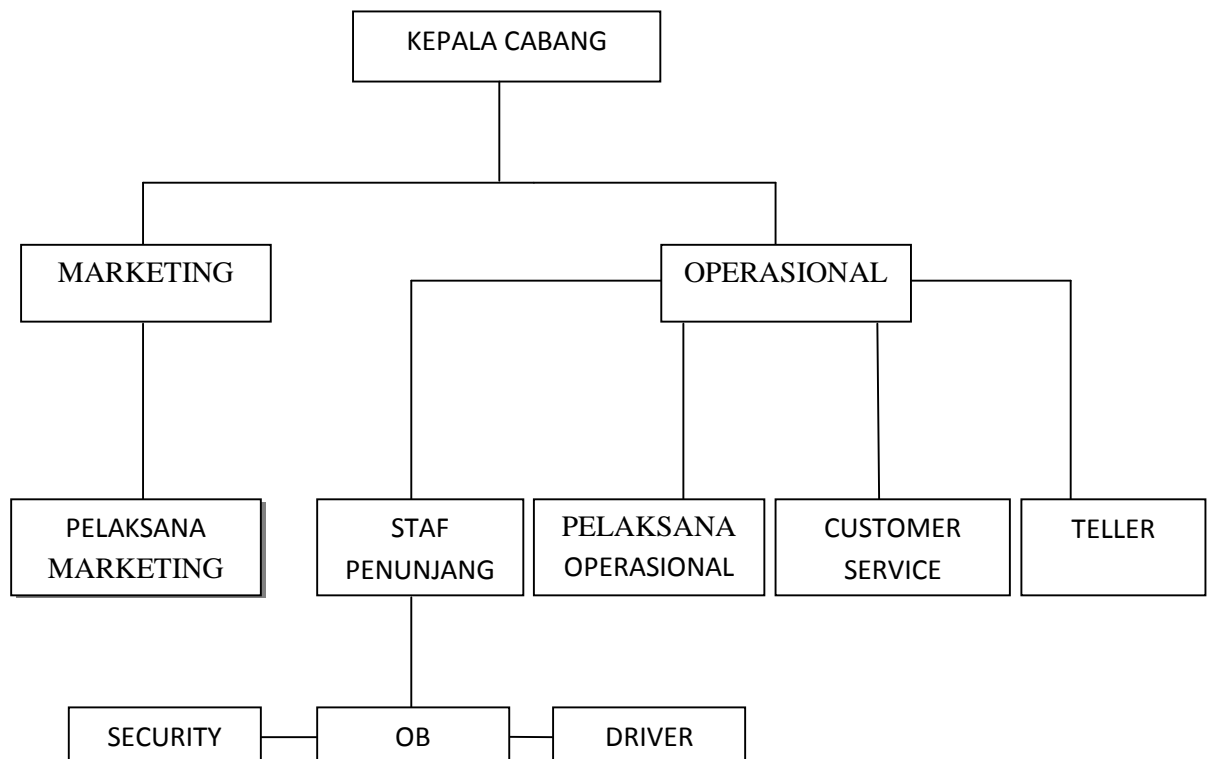 KEPALA CABANG
MARKETING
OPERASIONAL
PELAKSANA
MARKETING
STAF
PENUNJANG
PELAKSANA
OPERASIONAL
CUSTOMER
SERVICE
TELLER
SECURITY
OB
DRIVER